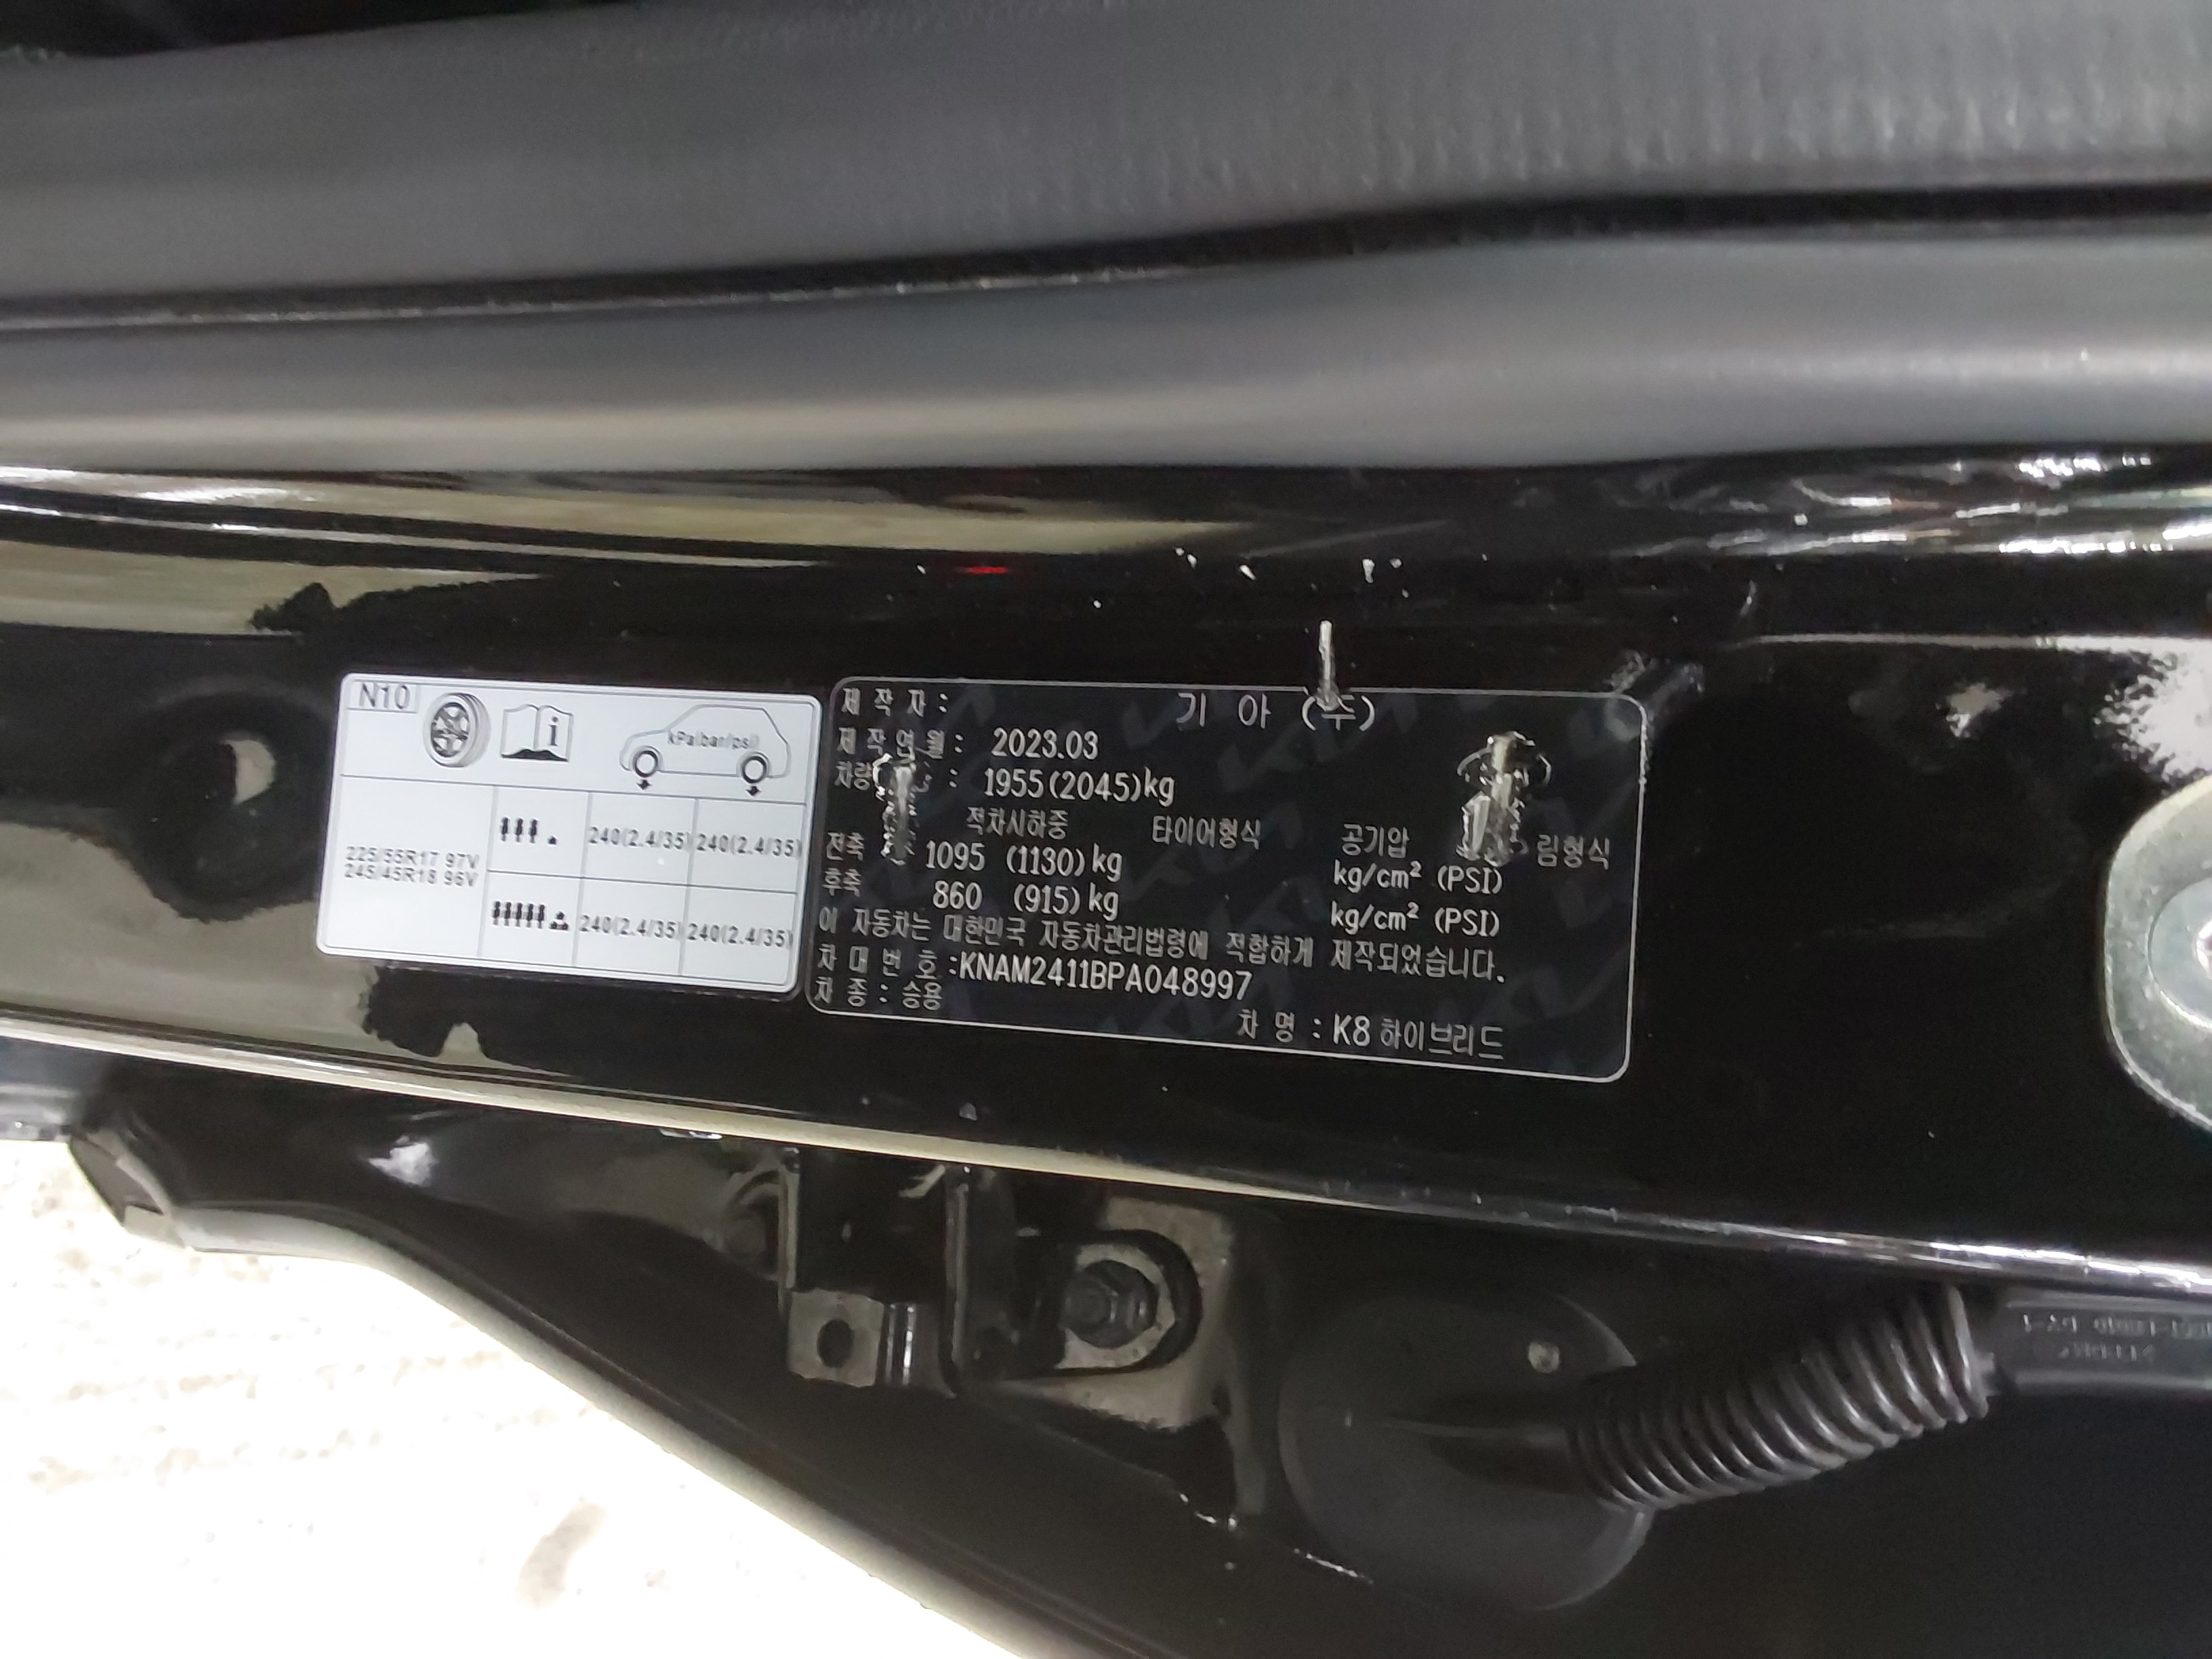 N10
kPa(bar/psi)
225/55R17 97V
245/45R18 96V
240(2.4/35) 240(2.4/35)
240(2.4/35) 240(2.4/35)
제 작 자 : 기 아 (주)
제 작 연 월 : 2023.03
차량 : 1955(2045)kg
적차시하중 타이어형식 공기압 림형식
전축 1095 (1130) kg kg/cm² (PSI)
후축 860 (915) kg kg/cm² (PSI)
이 자동차는 대한민국 자동차관리법령에 적합하게 제작되었습니다.
차 대 번 호 :KNAM2411BPA048997
차 종 : 승용
차 명 : K8 하이브리드